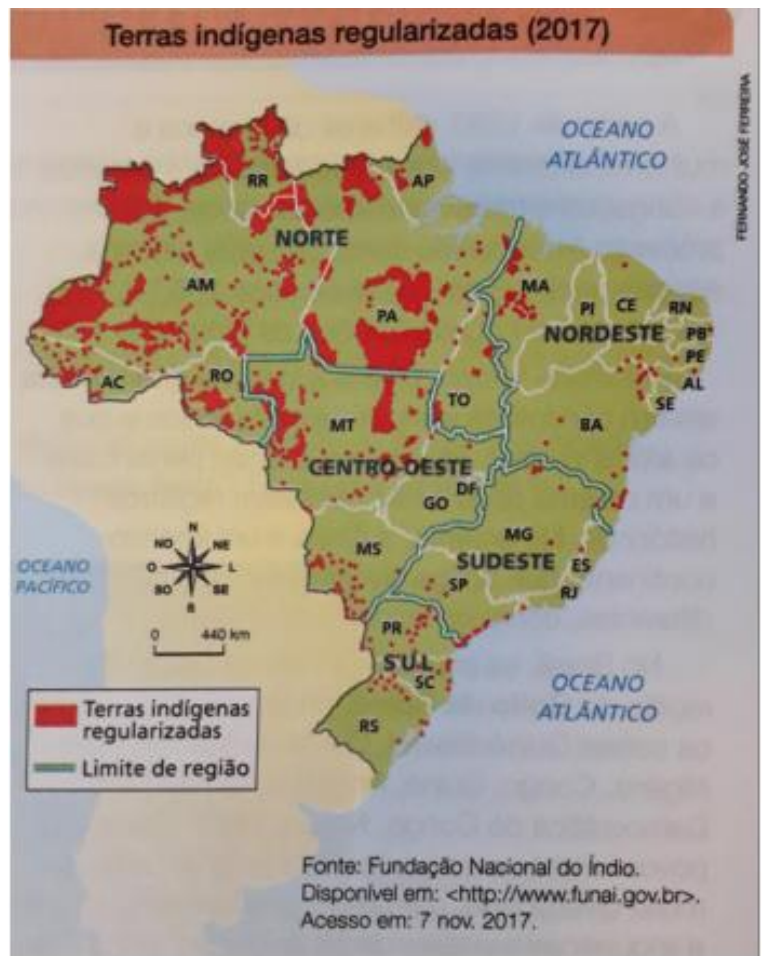 Terras indígenas regularizadas (2017)
FERNANDO JOSÉ FERREIRA
OCEANO
ATLÂNTICO
RR
AP
NORTE
AM
PA
MA
PI
CE
RN
NORDESTE
PB
PE
AL
SE
AC
RO
TO
BA
MT
CENTRO-OESTE
DF
GO
MG
MS
SUDESTE
ES
SP
RJ
OCEANO
PACÍFICO
N
NO
NE
O
L
SO
SE
S
0
440 km
PR
SUL
SC
RS
OCEANO
ATLÂNTICO
Terras indígenas
regularizadas
Limite de região
Fonte: Fundação Nacional do Índio.
Disponível em: <http://www.funai.gov.br>.
Acesso em: 7 nov. 2017.